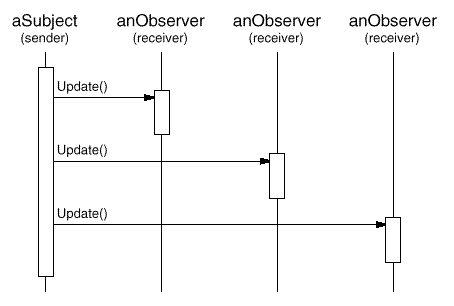 aSubject anObserver anObserver anObserver
(sender) (receiver) (receiver) (receiver)
Update()
Update()
Update()